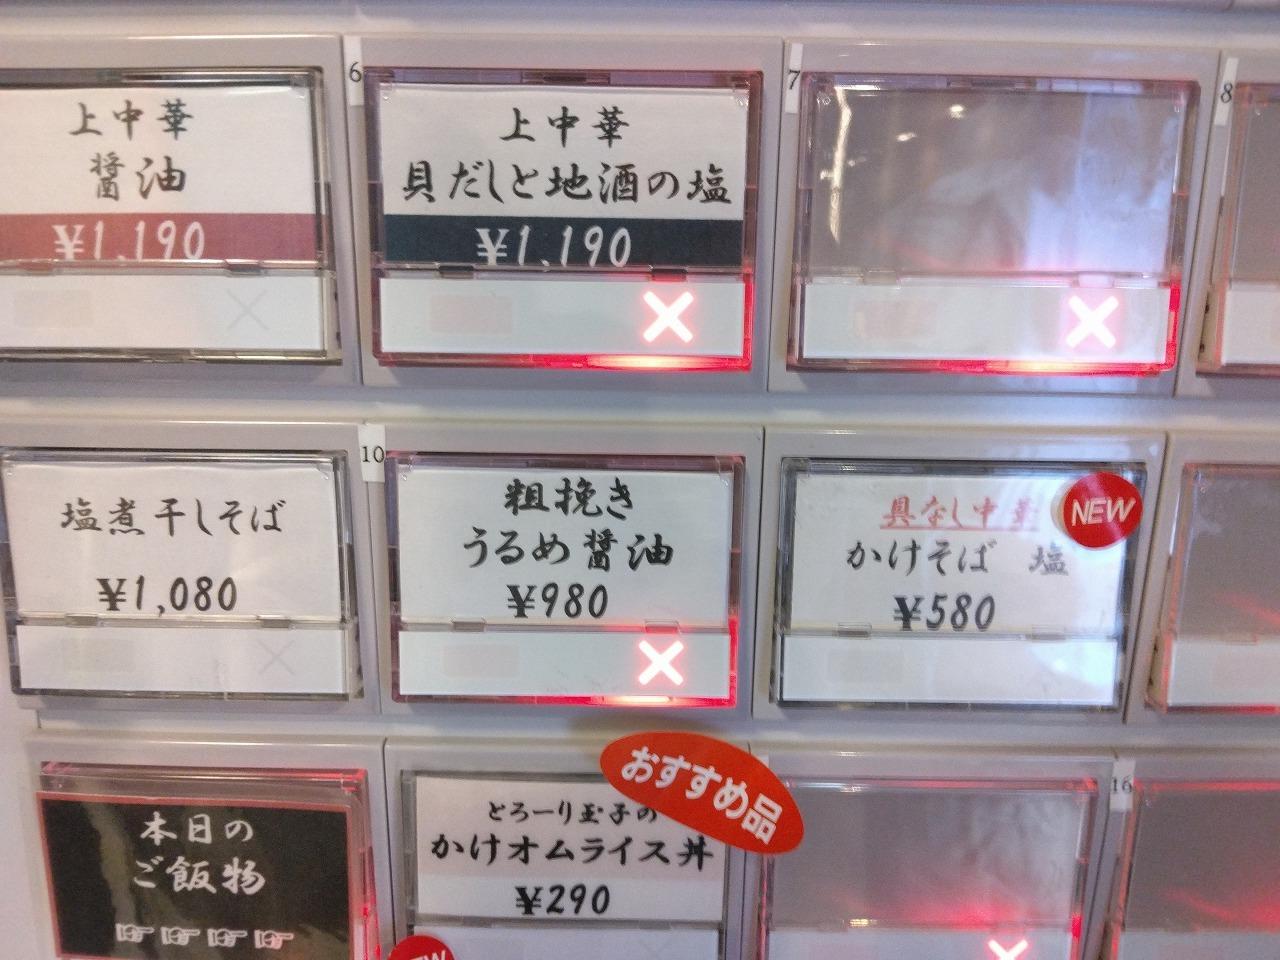 上中華
醤油
¥1,190
6
上中華
貝だしと地酒の塩
¥1,190
×
7
×
8
塩煮干しそば
¥1,080
10
粗挽き
うるめ醤油
¥980
×
具なし中華
NEW
かけそば 塩
¥580
本日の
ご飯物
おすすめ品
とろーり玉子の
かけオムライス丼
¥290
NEW
×
16